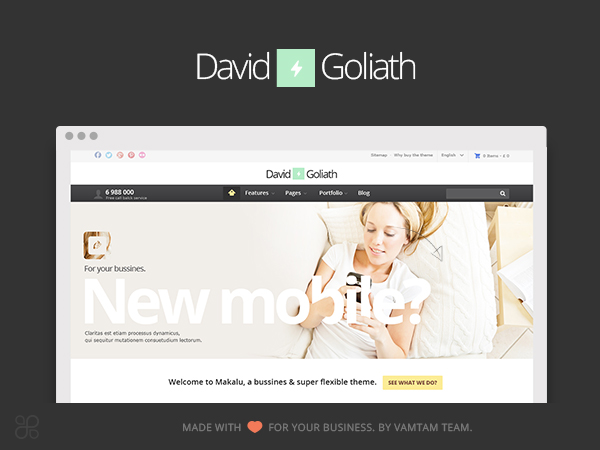 David Goliath
Sitemap Why buy the theme English 0 items - £ 0
David Goliath
6 988 000
Free call back service
Features Pages Portfolio Blog
For your bussines.
New mobile?
Claritas est etiam processus dynamicus,
qui sequitur mutationem consuetudium lectorum.
Welcome to Makalu, a bussines & super flexible theme. SEE WHAT WE DO?
MADE WITH FOR YOUR BUSINESS. BY VAMTAM TEAM.